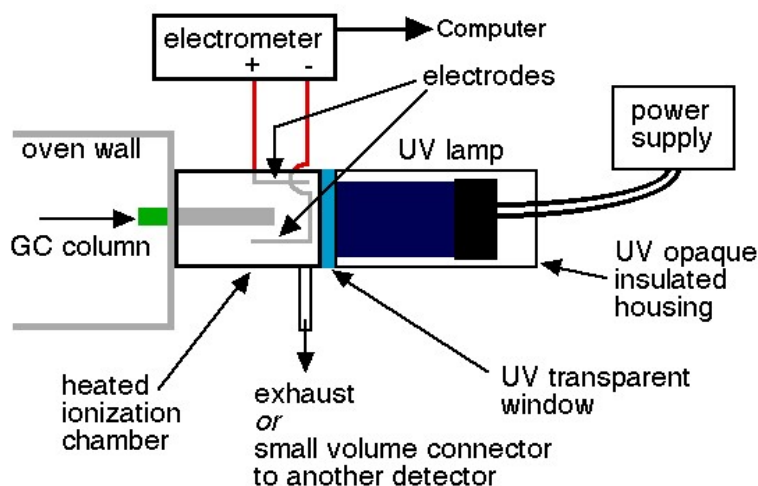 electrometer
+ -
Computer
electrodes
power
supply
oven wall
UV lamp
GC column
UV opaque
insulated
housing
heated
ionization
chamber
exhaust
or
small volume connector
to another detector
UV transparent
window